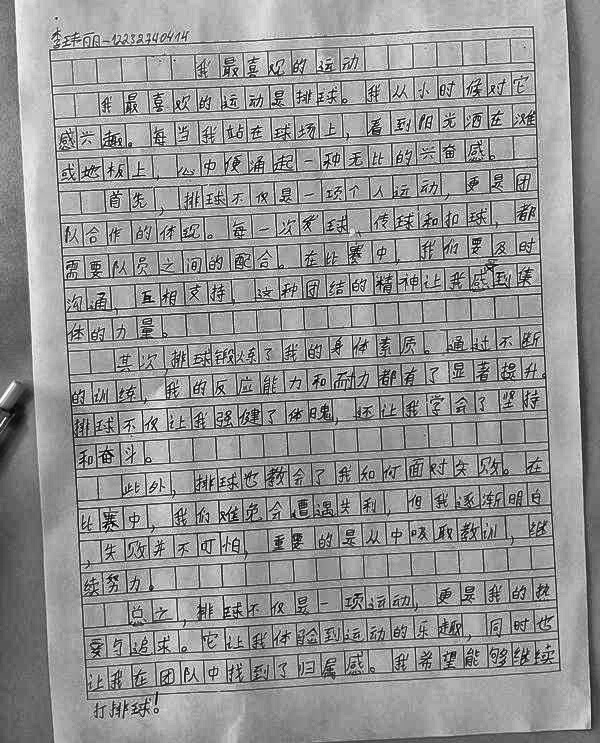 李玮丽-12232740414
我最喜欢的运动
我最喜欢的运动是排球。我从小时候对它
感兴趣。每当我站在球场上，看到阳光洒在滩
或地板上，心中便涌起一种无比的兴奋感。
首先，排球不仅是一项个人运动，更是团
队合作的体现。每一次发球、传球和扣球，都
需要队员之间的配合。在比赛中，我们要及时
沟通，互相支持，这种团结的精神让我感受到集
体的力量。
其次，排球锻炼了我的身体素质。通过不断
的训练，我的反应能力和耐力都有了显著提升。
排球不仅让我强健了体魄，还让我学会了坚持
和奋斗。
此外，排球也教会了我如何面对失败。在
比赛中，我们难免会遭遇失利，但我逐渐明白
，失败并不可怕，重要的是从中吸取教训，继
续努力。
总之，排球不仅是一项运动，更是我的热
要与追求。它让我体验到运动的乐趣，同时也
让我在团队中找到了归属感。我希望能够继续
打排球！